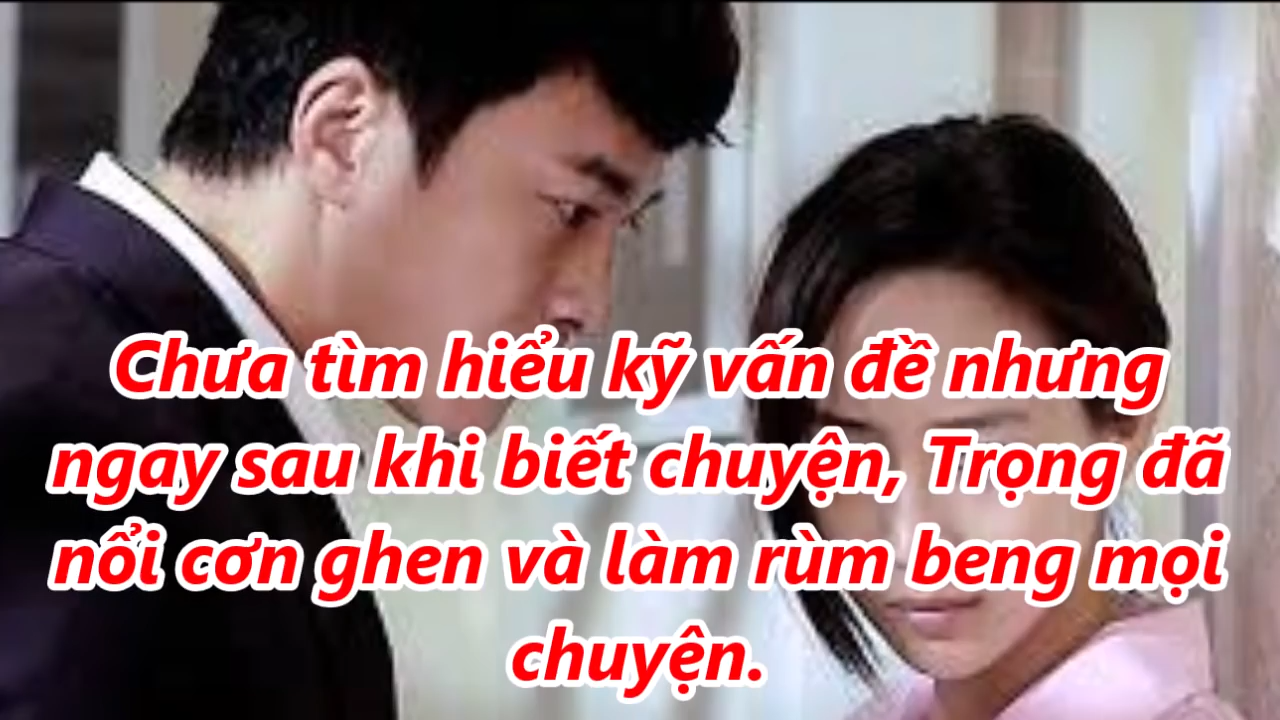 Chưa tìm hiểu kỹ vấn đề nhưng
ngay sau khi biết chuyện, Trọng đã
nổi cơn ghen và làm rùm beng mọi
chuyện.